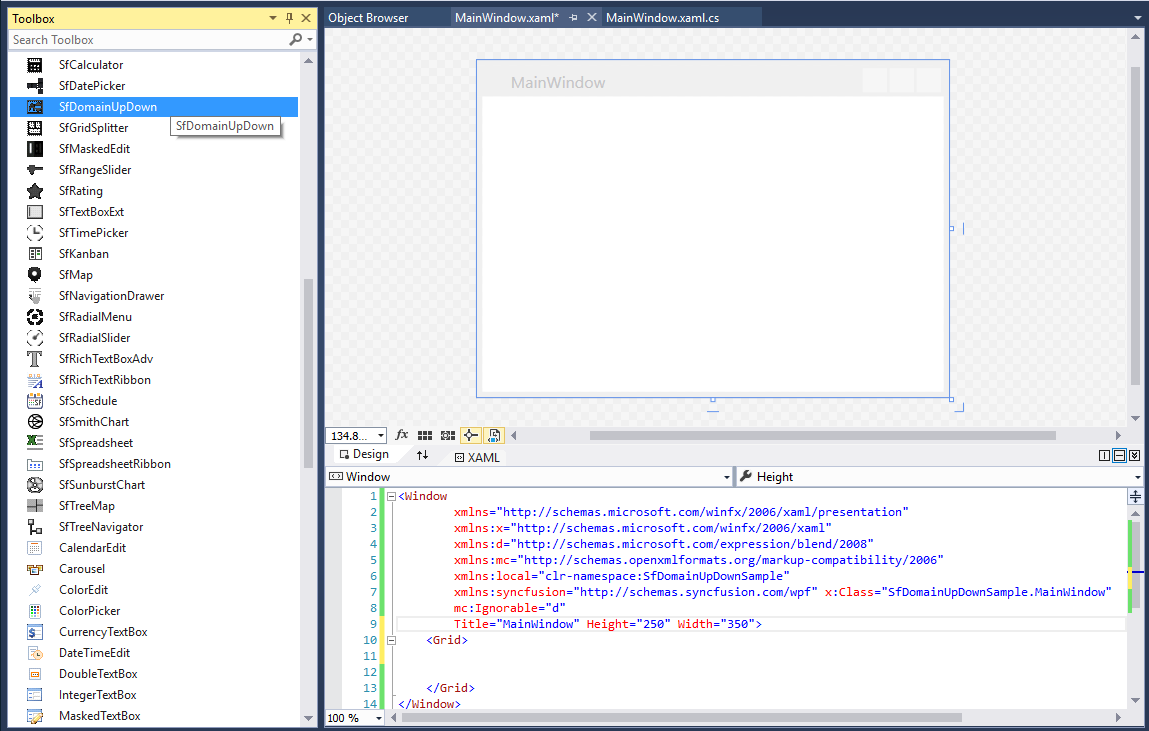 Toolbox
Search Toolbox
SfCalculator
SfDatePicker
SfDomainUpDown
SfDomainUpDown
SfGridSplitter
SfMaskedEdit
SfRangeSlider
SfRating
SfTextBoxExt
SfTimePicker
SfKanban
SfMap
SfNavigationDrawer
SfRadialMenu
SfRadialSlider
SfRichTextBoxAdv
SfRichTextRibbon
SfSchedule
SfSmithChart
SfSpreadsheet
SfSpreadsheetRibbon
SfSunburstChart
SfTreeMap
SfTreeNavigator
CalendarEdit
Carousel
ColorEdit
ColorPicker
CurrencyTextBox
DateTimeEdit
DoubleTextBox
IntegerTextBox
MaskedTextBox
Object Browser MainWindow.xaml* MainWindow.xaml.cs
MainWindow
134.8... fx
Design XAML
Window Height
1 <Window
2 xmlns="http://schemas.microsoft.com/winfx/2006/xaml/presentation"
3 xmlns:x="http://schemas.microsoft.com/winfx/2006/xaml"
4 xmlns:d="http://schemas.microsoft.com/expression/blend/2008"
5 xmlns:mc="http://schemas.openxmlformats.org/markup-compatibility/2006"
6 xmlns:local="clr-namespace:SfDomainUpDownSample"
7 xmlns:syncfusion="http://schemas.syncfusion.com/wpf" x:Class="SfDomainUpDownSample.MainWindow"
8 mc:Ignorable="d"
9 Title="MainWindow" Height="250" Width="350">
10 <Grid>
11
12
13 </Grid>
14 </Window>
100 %